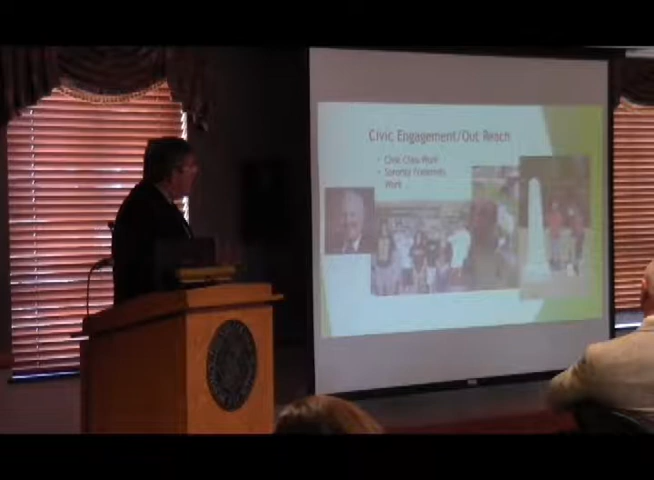 Civic Engagement/Out Reach
Civic Class Work
Sorority Fraternity
Work